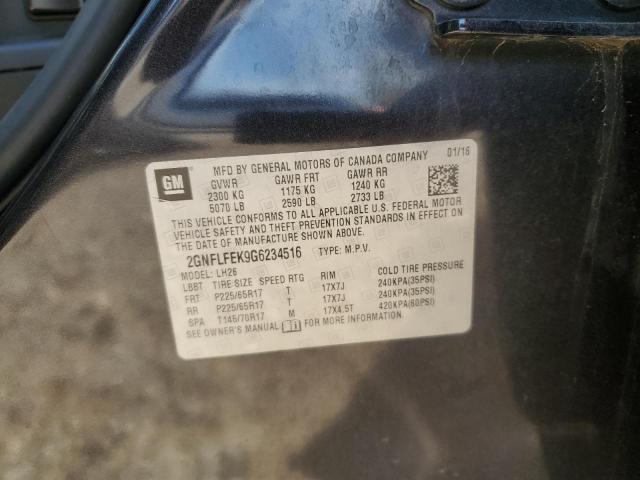 GM
MFD BY GENERAL MOTORS OF CANADA COMPANY 01/16
GVWR GAWR FRT GAWR RR
2300 KG 1175 KG 1240 KG
5070 LB 2590 LB 2733 LB
THIS VEHICLE CONFORMS TO ALL APPLICABLE U.S. FEDERAL MOTOR
VEHICLE SAFETY AND THEFT PREVENTION STANDARDS IN EFFECT ON
THE DATE OF MANUFACTURE SHOWN ABOVE.
2GNFLFEK9G6234516 TYPE: M.P.V.
MODEL: LH26
LBBT TIRE SIZE SPEED RTG RIM COLD TIRE PRESSURE
FRT P225/65R17 T 17X7J 240KPA(35PSI)
RR P225/65R17 T 17X7J 240KPA(35PSI)
SPA T145/70R17 M 17X4.5T 420KPA(60PSI)
SEE OWNER'S MANUAL FOR MORE INFORMATION.